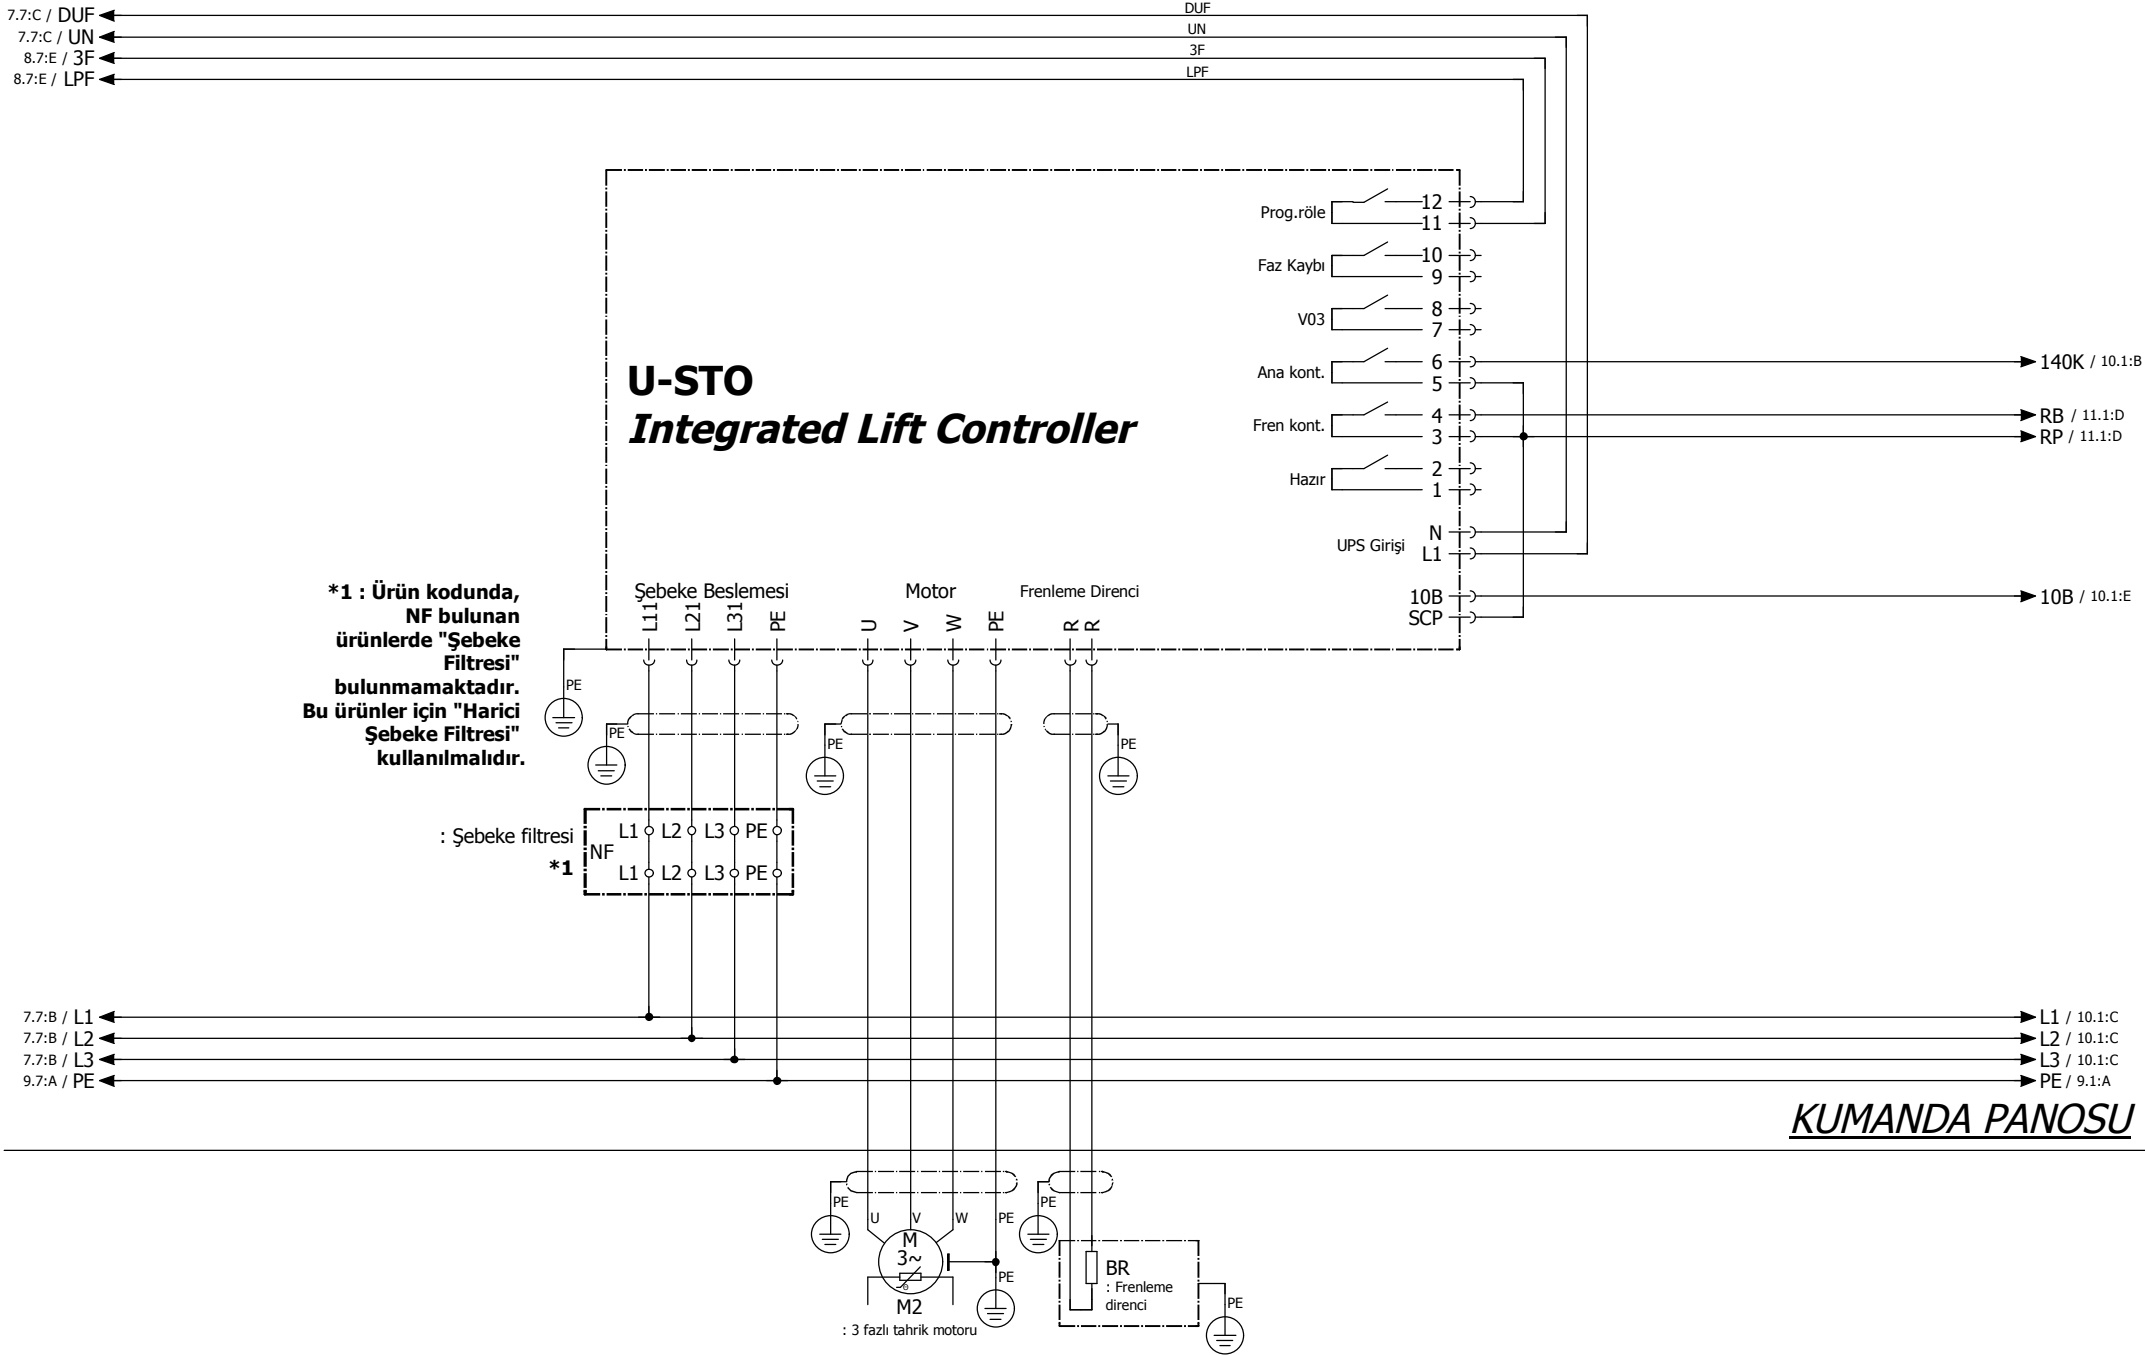 7.7:C / DUF
DUF
7.7:C / UN
UN
8.7:E / 3F
3F
8.7:E / LPF
LPF
Prog.röle
12
11
Faz Kaybı
10
9
V03
8
7
Ana kont.
6
5
140K / 10.1:B
Fren kont.
4
3
RB / 11.1:D
RP / 11.1:D
Hazır
2
1
U-STO
Integrated Lift Controller
UPS Girişi
N
L1
10B
SCP
10B / 10.1:E
Şebeke Beslemesi
L11
L21
L31
PE
Motor
U
V
W
PE
Frenleme Direnci
R
R
*1 : Ürün kodunda,
NF bulunan
ürünlerde "Şebeke
Filtresi"
bulunmamaktadır.
Bu ürünler için "Harici
Şebeke Filtresi"
kullanılmalıdır.
PE
PE
PE
PE
: Şebeke filtresi
*1
NF
L1 L2 L3 PE
L1 L2 L3 PE
7.7:B / L1
7.7:B / L2
7.7:B / L3
9.7:A / PE
L1 / 10.1:C
L2 / 10.1:C
L3 / 10.1:C
PE / 9.1:A
KUMANDA PANOSU
PE
PE
U
V
W
PE
M
3~
M2
: 3 fazlı tahrik motoru
PE
BR
: Frenleme
direnci
PE